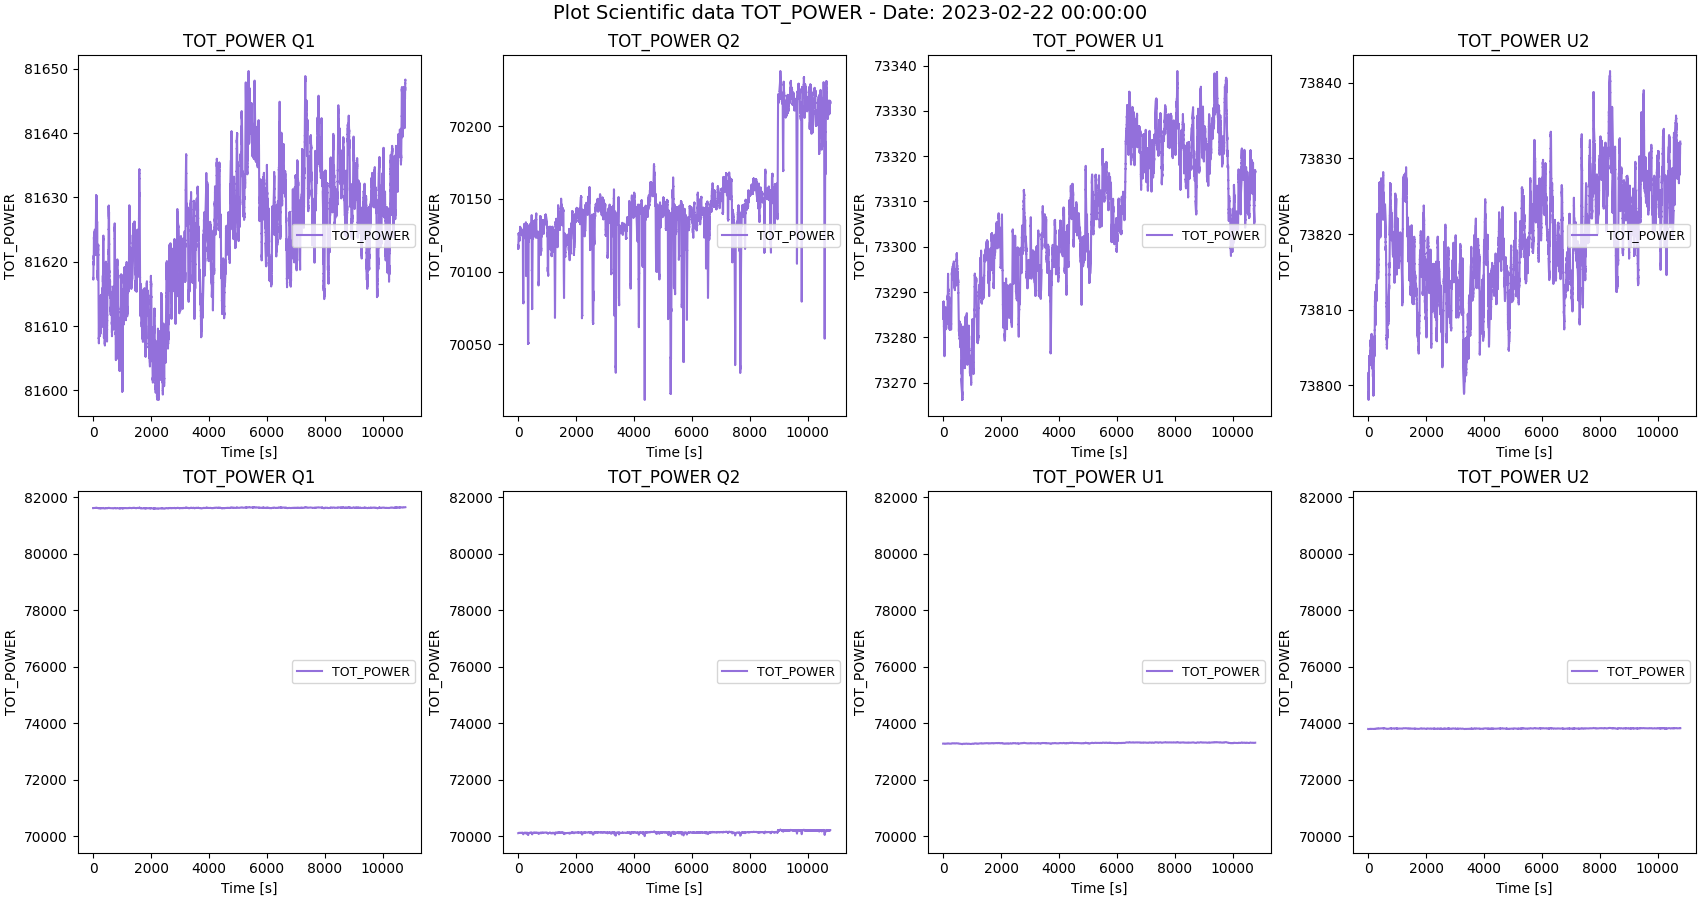 Plot Scientific data TOT_POWER - Date: 2023-02-22 00:00:00
TOT_POWER Q1
TOT_POWER
81650
81640
81630
81620
81610
81600
TOT_POWER
0 2000 4000 6000 8000 10000
Time [s]
TOT_POWER Q2
TOT_POWER
70200
70150
70100
70050
TOT_POWER
0 2000 4000 6000 8000 10000
Time [s]
TOT_POWER U1
TOT_POWER
73340
73330
73320
73310
73300
73290
73280
73270
TOT_POWER
0 2000 4000 6000 8000 10000
Time [s]
TOT_POWER U2
TOT_POWER
73840
73830
73820
73810
73800
TOT_POWER
0 2000 4000 6000 8000 10000
Time [s]
TOT_POWER Q1
TOT_POWER
82000
80000
78000
76000
74000
72000
70000
TOT_POWER
0 2000 4000 6000 8000 10000
Time [s]
TOT_POWER Q2
TOT_POWER
82000
80000
78000
76000
74000
72000
70000
TOT_POWER
0 2000 4000 6000 8000 10000
Time [s]
TOT_POWER U1
TOT_POWER
82000
80000
78000
76000
74000
72000
70000
TOT_POWER
0 2000 4000 6000 8000 10000
Time [s]
TOT_POWER U2
TOT_POWER
82000
80000
78000
76000
74000
72000
70000
TOT_POWER
0 2000 4000 6000 8000 10000
Time [s]